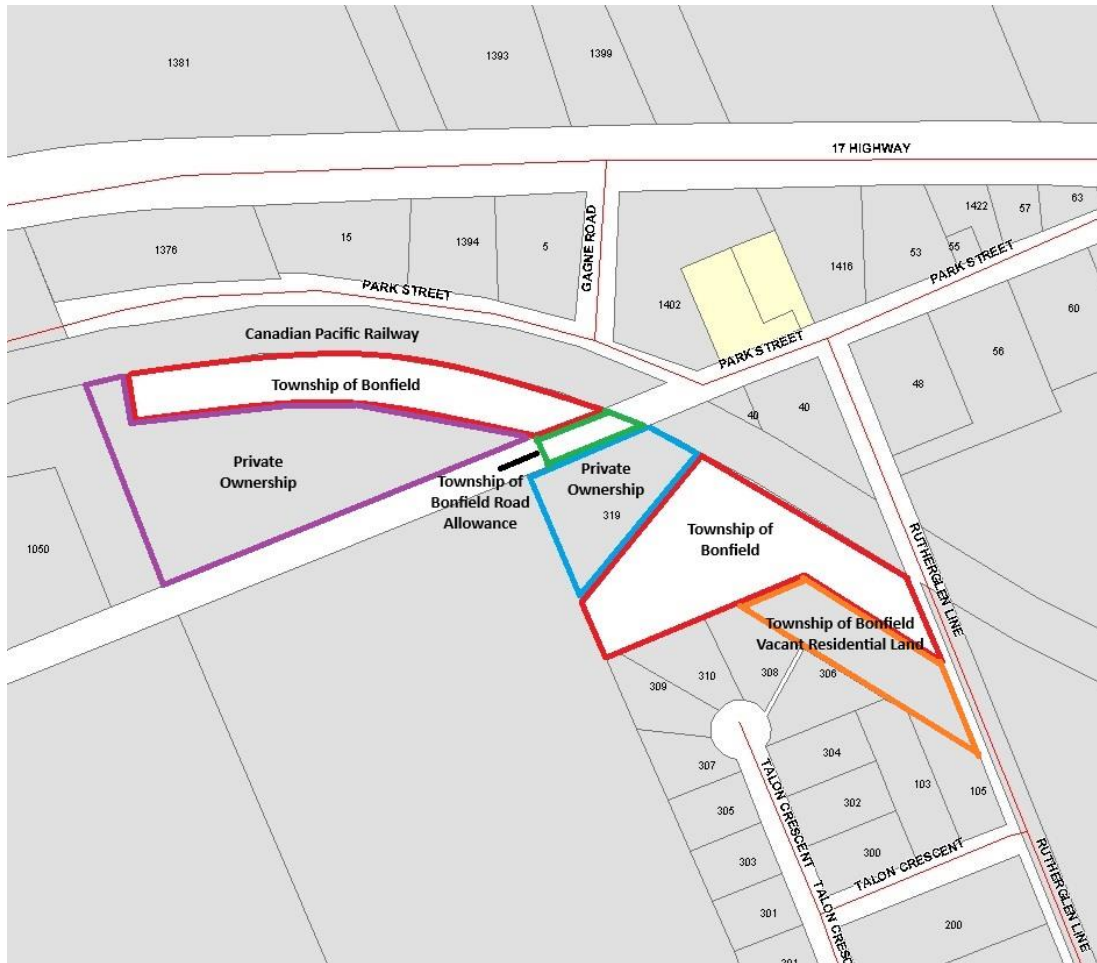 1381
1393
1399
17 HIGHWAY
1376
15
1394
5
GAGNE ROAD
1402
1416
53
55
1422
57
63
PARK STREET
PARK STREET
PARK STREET
60
56
48
40
40
Canadian Pacific Railway
Township of Bonfield
Private
Ownership
1050
Township of
Bonfield Road
Allowance
Private
Ownership
319
Township of
Bonfield
RUTHERGLEN LINE
Township of Bonfield
Vacant Residential Land
309
310
308
306
307
305
303
301
304
302
300
103
105
TALON CRESCENT
TALON CRESC
TALON CRESCENT
RUTHERGLEN LINE
200